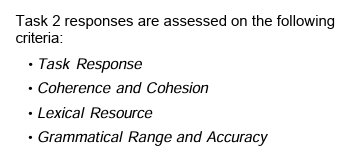 Task 2 responses are assessed on the following
criteria:
• Task Response
• Coherence and Cohesion
• Lexical Resource
• Grammatical Range and Accuracy